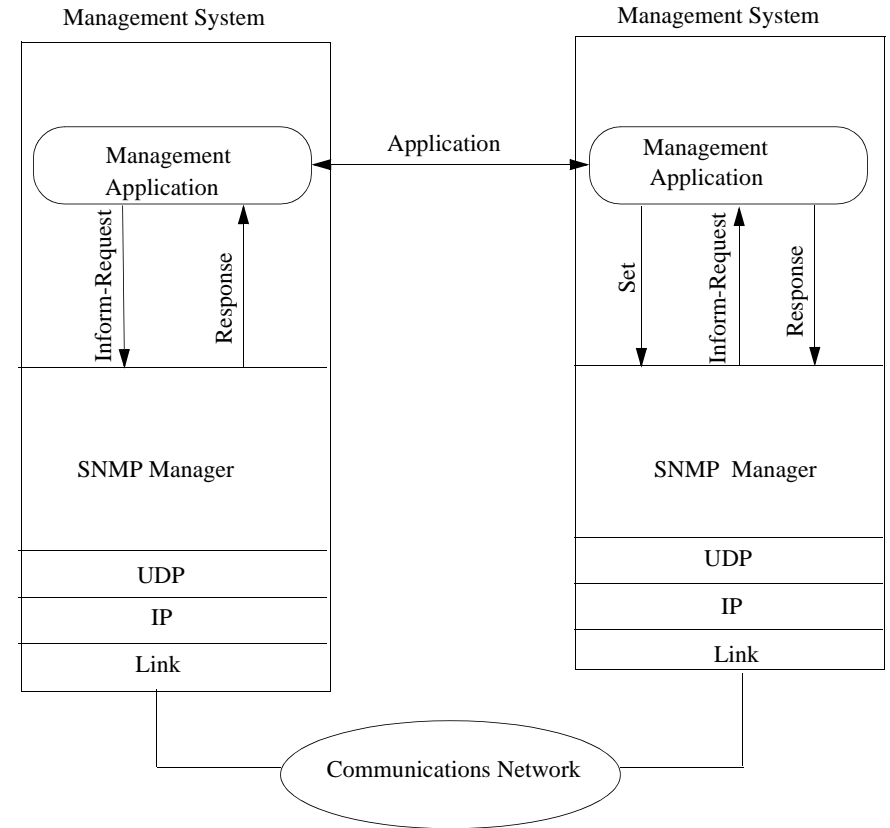 Management System
Management System
Application
Management
Application
Management
Application
Inform-Request
Response
Set
Inform-Request
Response
SNMP Manager
SNMP Manager
UDP
UDP
IP
IP
Link
Link
Communications Network